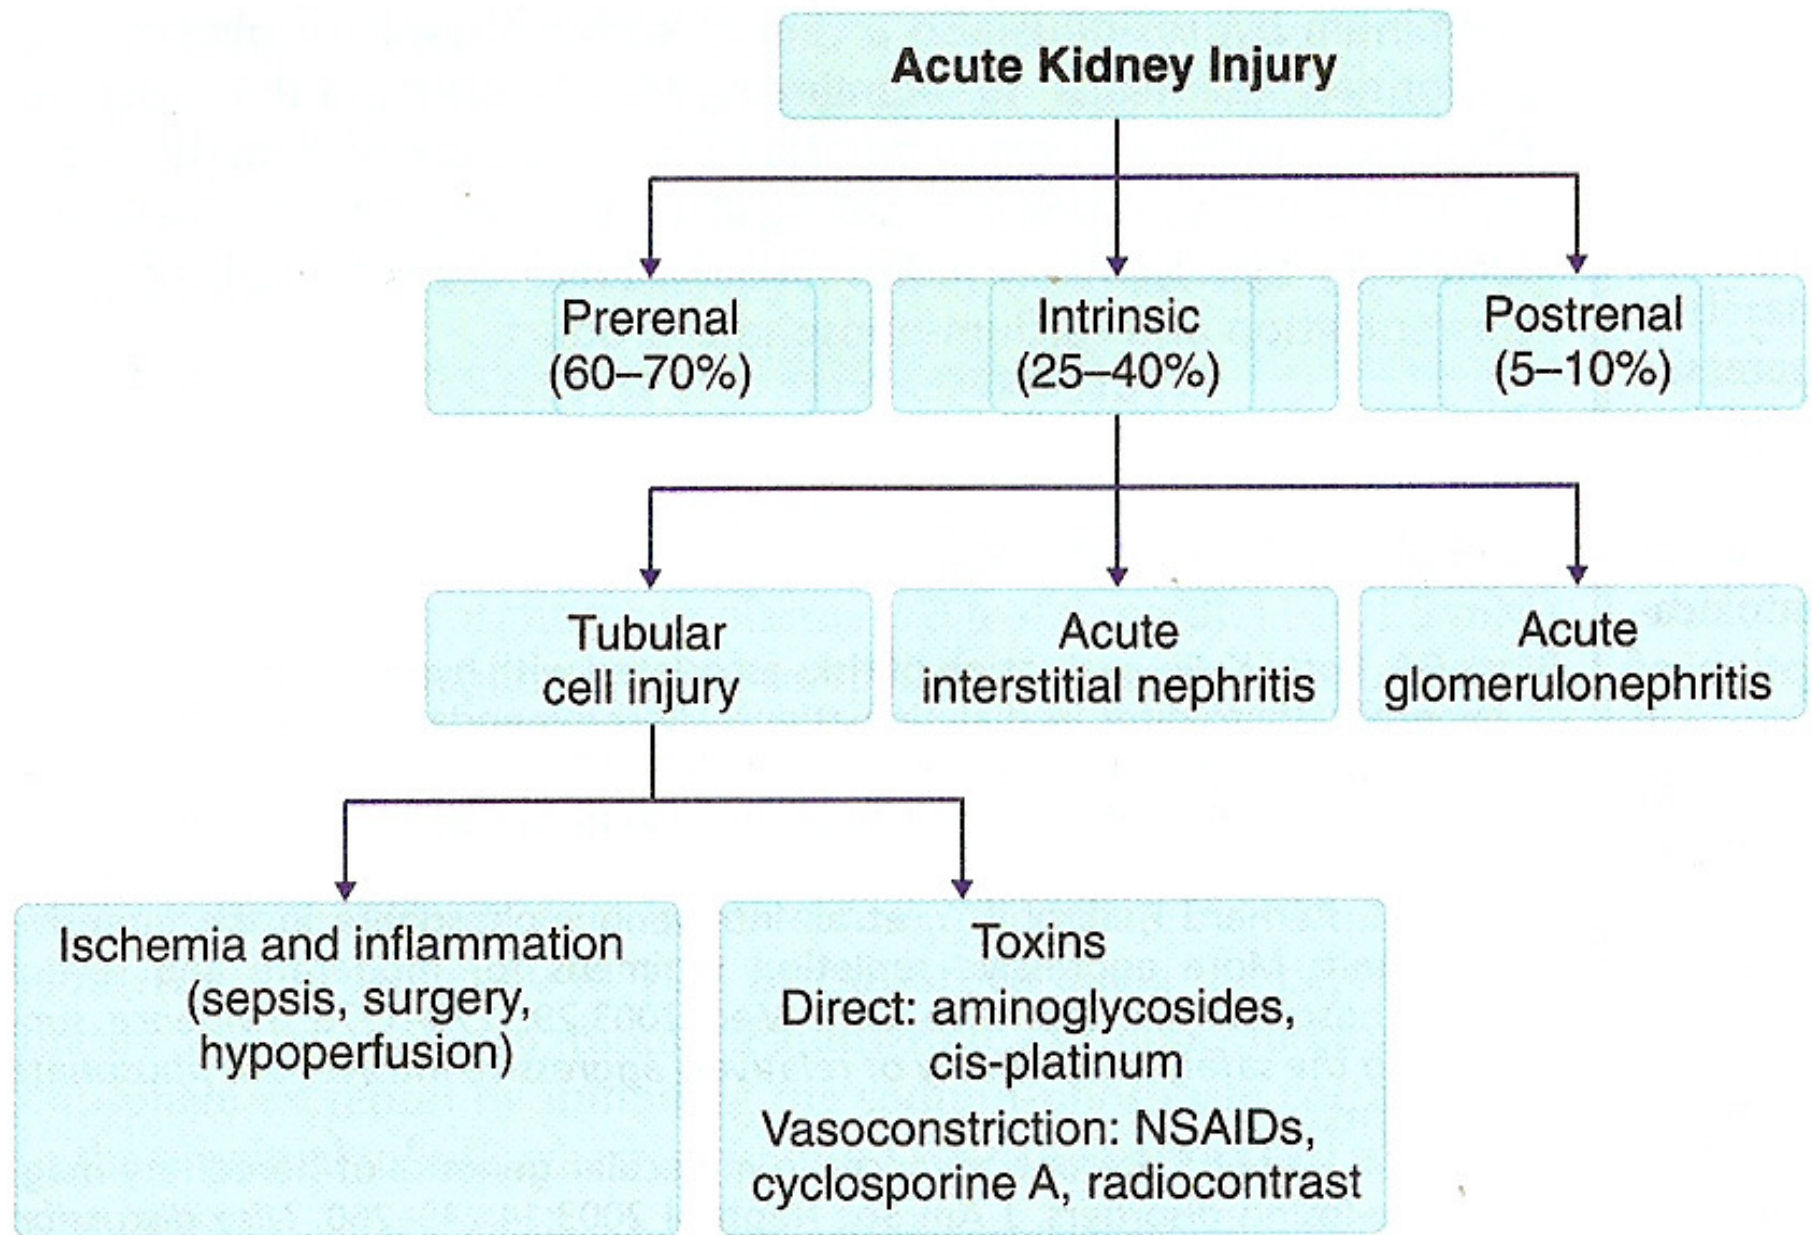 Acute Kidney Injury
Prerenal
(60–70%)
Intrinsic
(25–40%)
Postrenal
(5–10%)
Tubular
cell injury
Acute
interstitial nephritis
Acute
glomerulonephritis
Ischemia and inflammation
(sepsis, surgery,
hypoperfusion)
Toxins
Direct: aminoglycosides,
cis-platinum
Vasoconstriction: NSAIDs,
cyclosporine A, radiocontrast